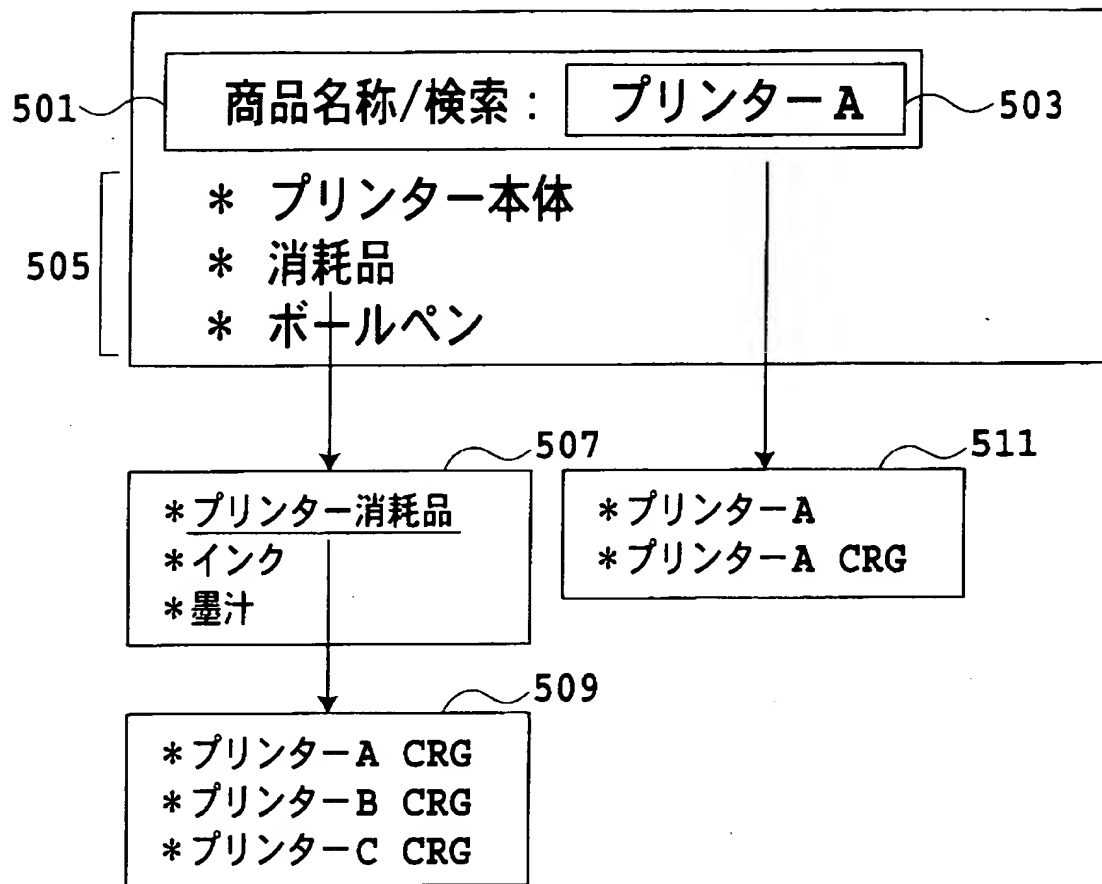 501
商品名称/検索：
プリンターA
503
505
* プリンター本体
* 消耗品
* ボールペン
507
*プリンター消耗品
*インク
*墨汁
511
*プリンターA
*プリンターA CRG
509
*プリンターA CRG
*プリンターB CRG
*プリンターC CRG